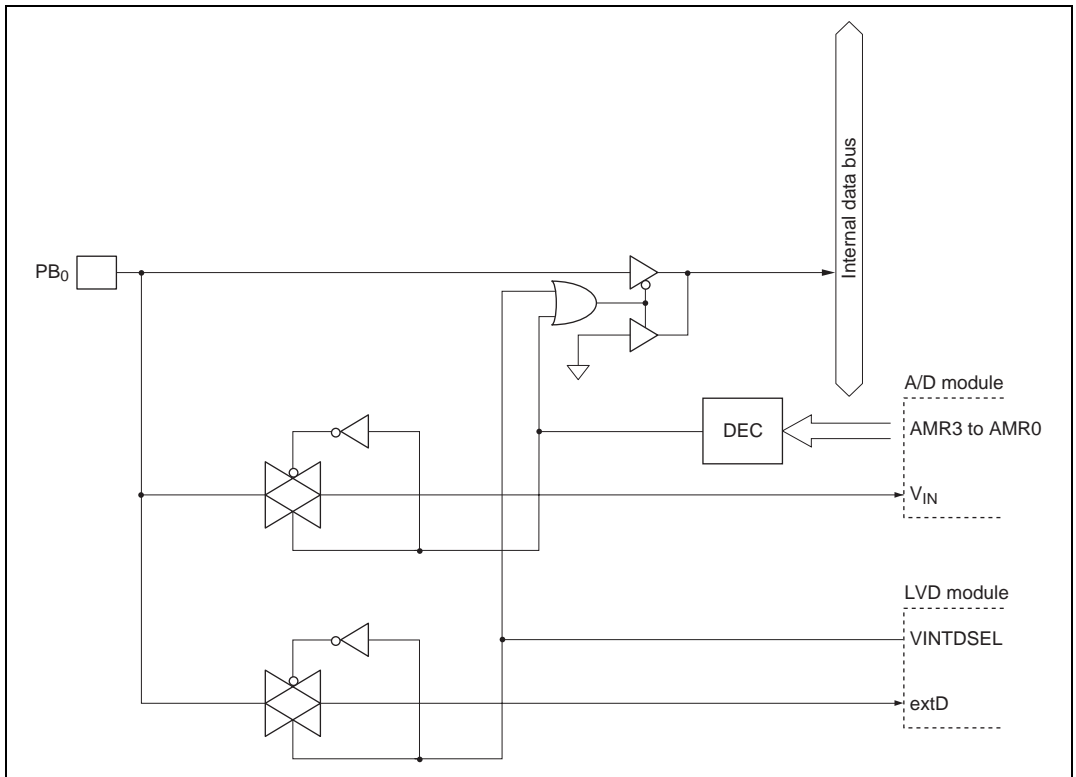 Internal data bus
PB0
A/D module
DEC
AMR3 to AMR0
VIN
LVD module
VINTDSEL
extD